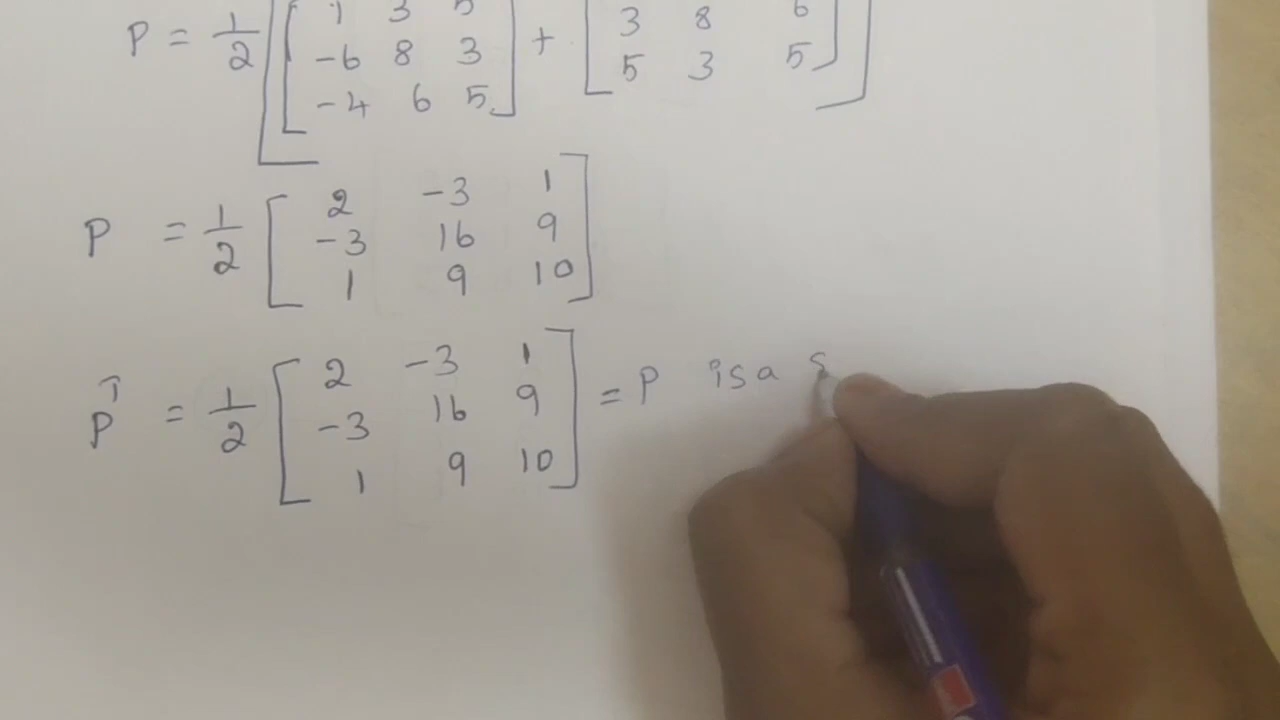 P = 1/2 [ [ 1 3 5 ] + [
-6 8 3 3 8 6
-4 6 5 ] 5 3 5 ] ]
P = 1/2 [ 2 -3 1
-3 16 9
1 9 10 ]
P^T = 1/2 [ 2 -3 1
-3 16 9
1 9 10 ] = P is a s